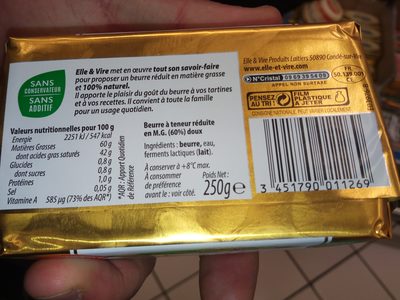 SANS
CONSERVATEUR
SANS
ADDITIF
Elle & Vire met en œuvre tout son savoir-faire
pour proposer un beurre réduit en matière grasse
et 100% naturel.
Il apporte le plaisir du goût du beurre à vos tartines
et à vos recettes. Il convient à toute la famille
pour un usage quotidien.
Valeurs nutritionnelles pour 100 g
Énergie 2251 kJ / 547 kcal
Matières Grasses 60 g
dont acides gras saturés 42 g
Glucides 0,8 g
dont sucres 0,8 g
Protéines 1,0 g
Sel 0,05 g
Vitamine A 585 µg (73% des AQR*)
*AQR : Apport Quotidien
de Référence
Beurre à teneur réduite
en M.G. (60%) doux
Ingrédients : beurre, eau,
ferments lactiques (lait).
À conserver à +8°C max.
À consommer
de préférence
avant le : voir côté.
Poids Net :
250g e
Elle & Vire Produits Laitiers 50890 Condé-sur-Vire
www.elle-et-vire.com
N°Cristal 09 69 39 54 09
APPEL NON SURTAXE
FR
50.139.001
PENSEZ
AU TRI !
FILM
PLASTIQUE
À JETER
CONSIGNE NATIONALE, PEUT VARIER LOCALEMENT
3 451790 011269